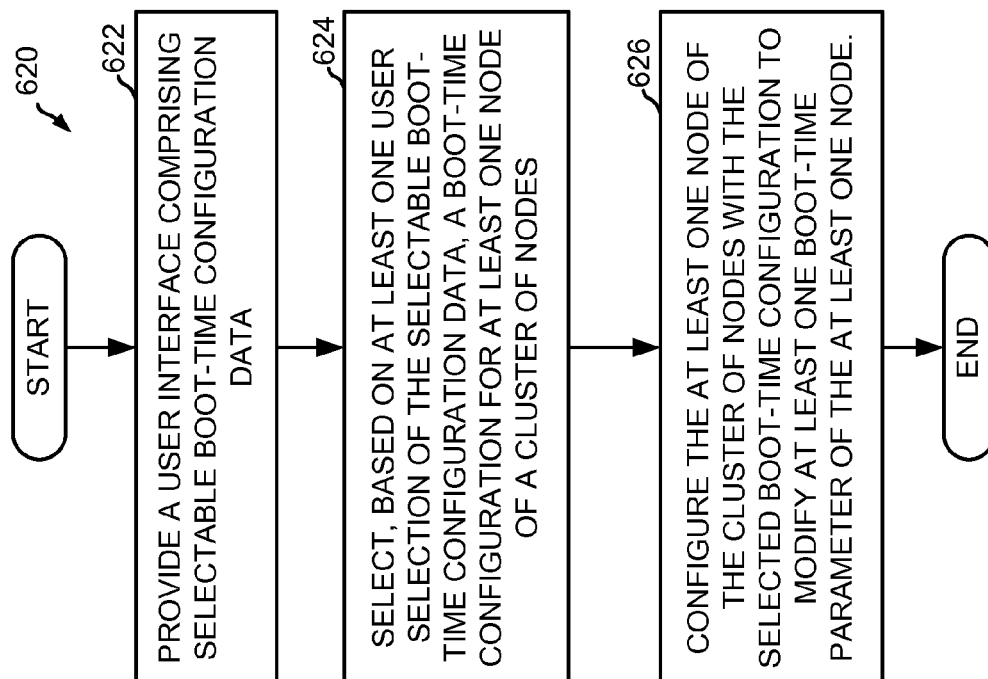 620
START
622
PROVIDE A USER INTERFACE COMPRISING
SELECTABLE BOOT-TIME CONFIGURATION
DATA
624
SELECT, BASED ON AT LEAST ONE USER
SELECTION OF THE SELECTABLE BOOT-
TIME CONFIGURATION DATA, A BOOT-TIME
CONFIGURATION FOR AT LEAST ONE NODE
OF A CLUSTER OF NODES
626
CONFIGURE THE AT LEAST ONE NODE OF
THE CLUSTER OF NODES WITH THE
SELECTED BOOT-TIME CONFIGURATION TO
MODIFY AT LEAST ONE BOOT-TIME
PARAMETER OF THE AT LEAST ONE NODE.
END